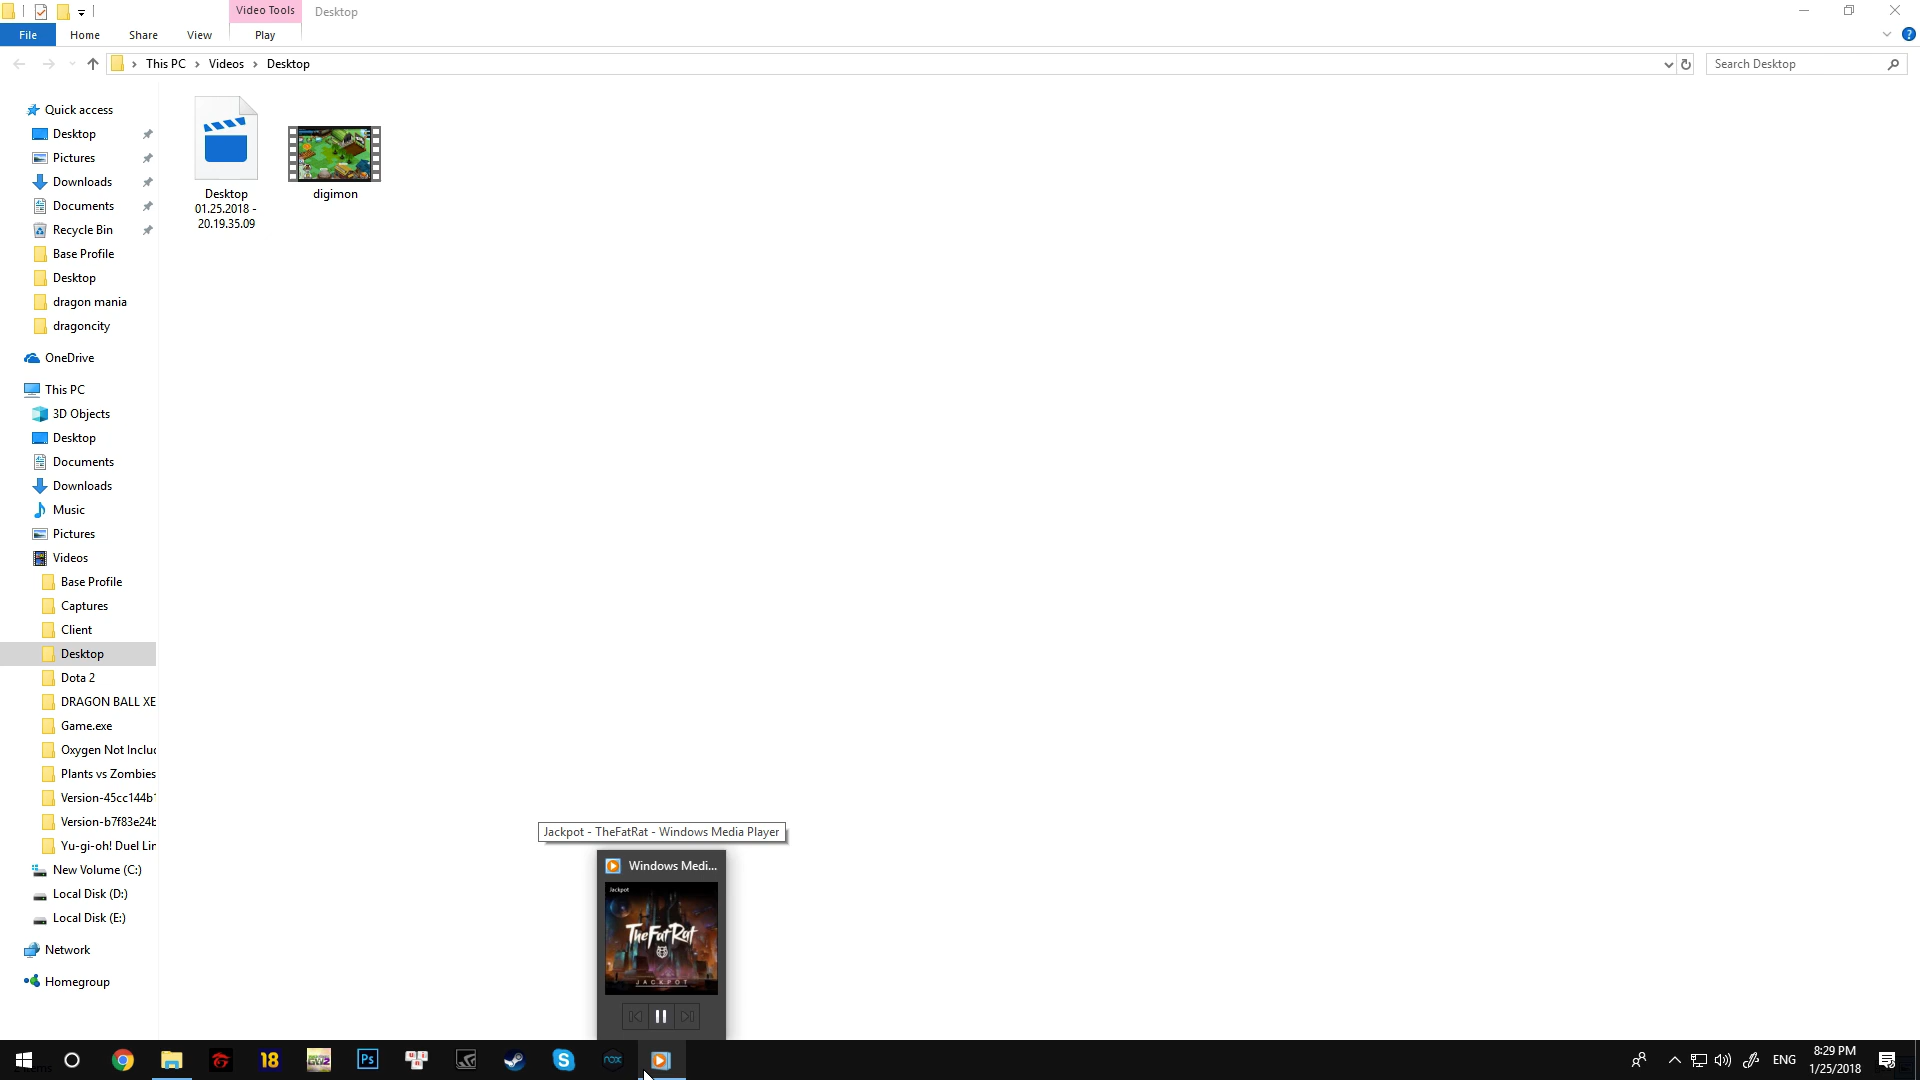 Video Tools
Desktop
File
Home
Share
View
Play
This PC
Videos
Desktop
Search Desktop
Quick access
Desktop
Pictures
Downloads
Documents
Recycle Bin
Base Profile
Desktop
dragon mania
dragoncity
OneDrive
This PC
3D Objects
Desktop
Documents
Downloads
Music
Pictures
Videos
Base Profile
Captures
Client
Desktop
Dota 2
DRAGON BALL XE
Game.exe
Oxygen Not Inclu
Plants vs Zombies
Version-45cc144b
Version-b7f83e24b
Yu-gi-oh! Duel Lin
New Volume (C:)
Local Disk (D:)
Local Disk (E:)
Network
Homegroup
Desktop
01.25.2018 -
20.19.35.09
digimon
Jackpot - TheFatRat - Windows Media Player
Windows Medi...
Jackpot
TheFatRat
JACKPOT
18
Ps
nox
ENG
8:29 PM
1/25/2018